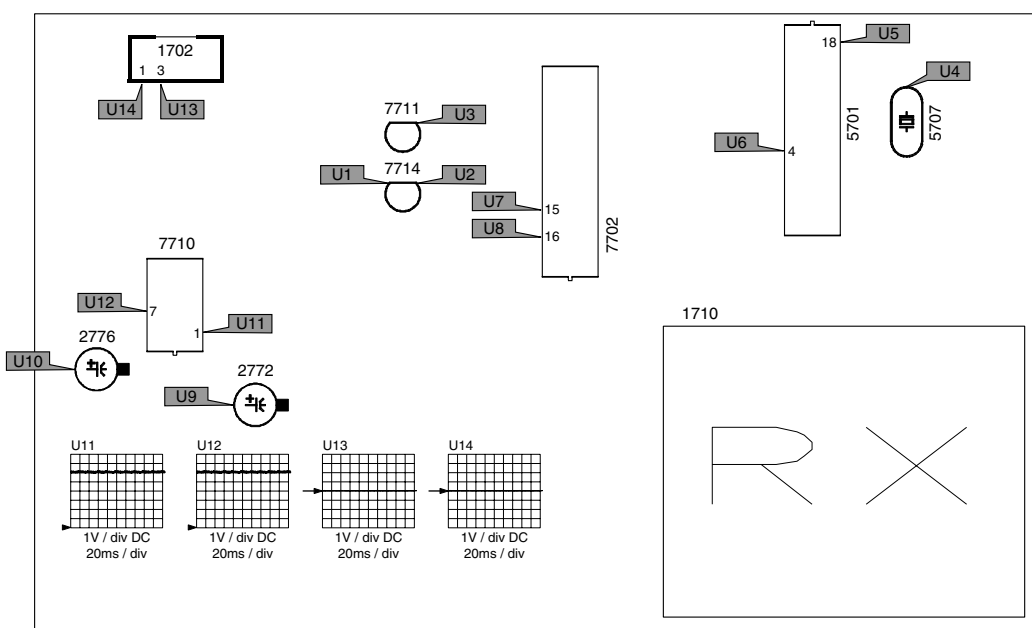 1702
1 3
U14 U13
7711
U3
7714
U1 U2
U7 15
U8 16
7702
18 U5
U4
U6 4
5701
5707
7710
U12 7
1 U11
2776
U10
2772
U9
1710
RX
U11 U12 U13 U14
1V / div DC 1V / div DC 1V / div DC 1V / div DC
20ms / div 20ms / div 20ms / div 20ms / div